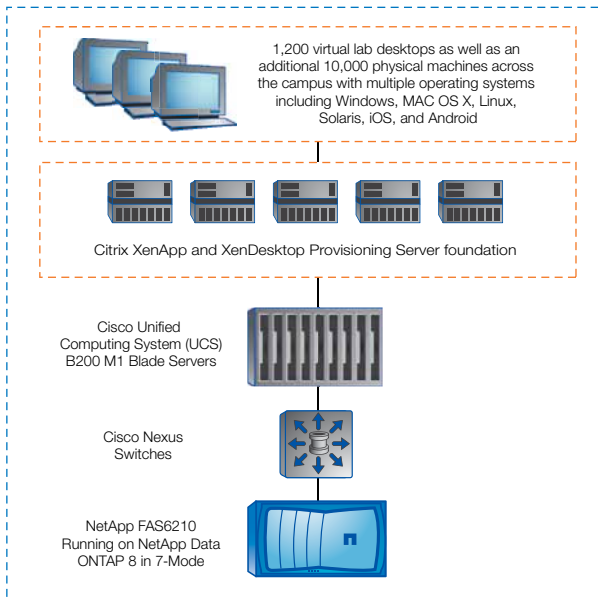 1,200 virtual lab desktops as well as an
additional 10,000 physical machines across
the campus with multiple operating systems
including Windows, MAC OS X, Linux,
Solaris, iOS, and Android
Citrix XenApp and XenDesktop Provisioning Server foundation
Cisco Unified
Computing System (UCS)
B200 M1 Blade Servers
Cisco Nexus
Switches
NetApp FAS6210
Running on NetApp Data
ONTAP 8 in 7-Mode